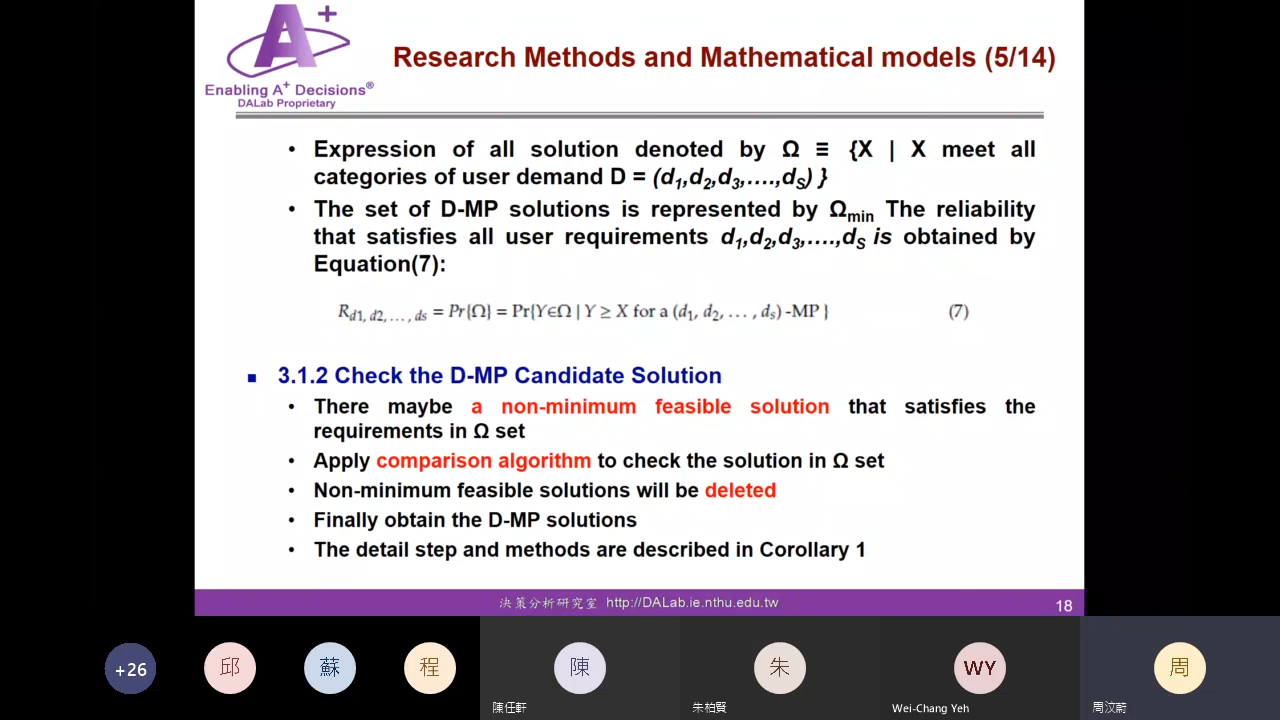 A+
Enabling A+ Decisions®
DALab Proprietary
Research Methods and Mathematical models (5/14)
• Expression of all solution denoted by Ω ≡ {X | X meet all
categories of user demand D = (d1,d2,d3,....,dS) }
• The set of D-MP solutions is represented by Ωmin The reliability
that satisfies all user requirements d1,d2,d3,....,dS is obtained by
Equation(7):
Rd1, d2, ..., ds = Pr{Ω} = Pr{Y∈Ω | Y ≥ X for a (d1, d2, ... , ds) -MP } (7)
▪ 3.1.2 Check the D-MP Candidate Solution
• There maybe a non-minimum feasible solution that satisfies the
requirements in Ω set
• Apply comparison algorithm to check the solution in Ω set
• Non-minimum feasible solutions will be deleted
• Finally obtain the D-MP solutions
• The detail step and methods are described in Corollary 1
決策分析研究室 http://DALab.ie.nthu.edu.tw
18
+26
邱
蘇
程
陳
朱
WY
周
陳任軒
朱柏賢
Wei-Chang Yeh
周汶蔚